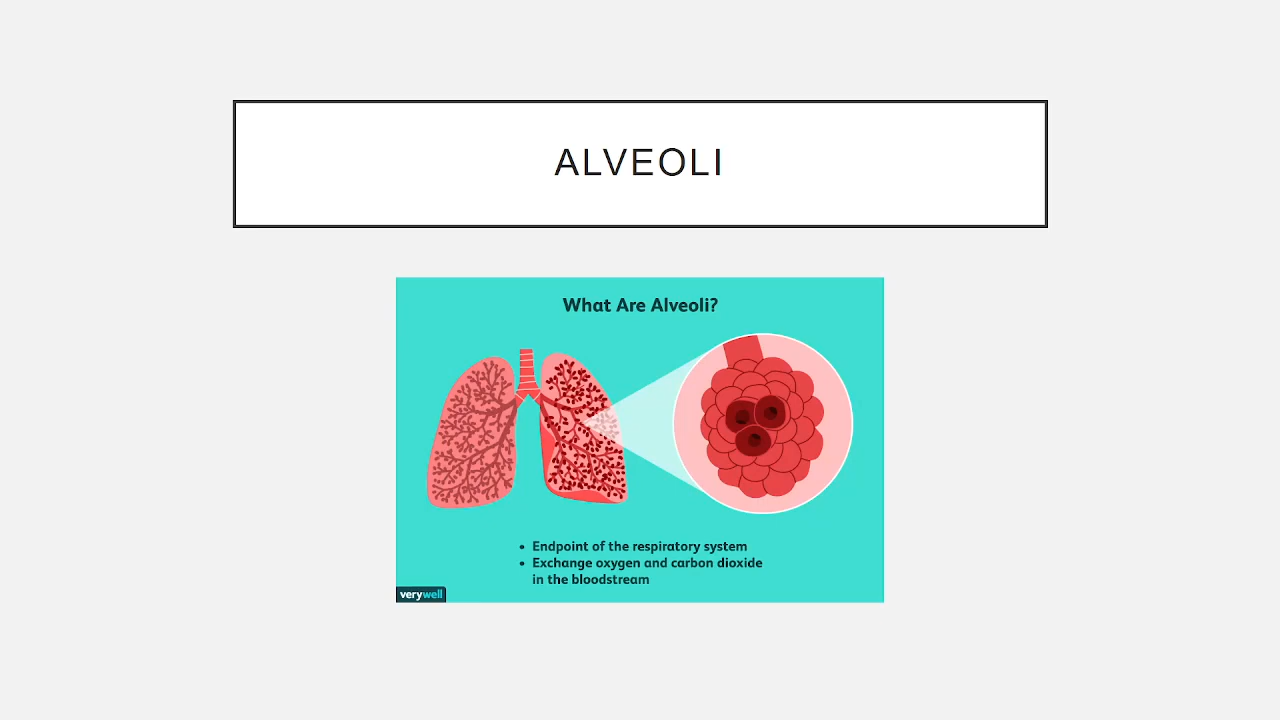 ALVEOLI
What Are Alveoli?
• Endpoint of the respiratory system
• Exchange oxygen and carbon dioxide
in the bloodstream
verywell